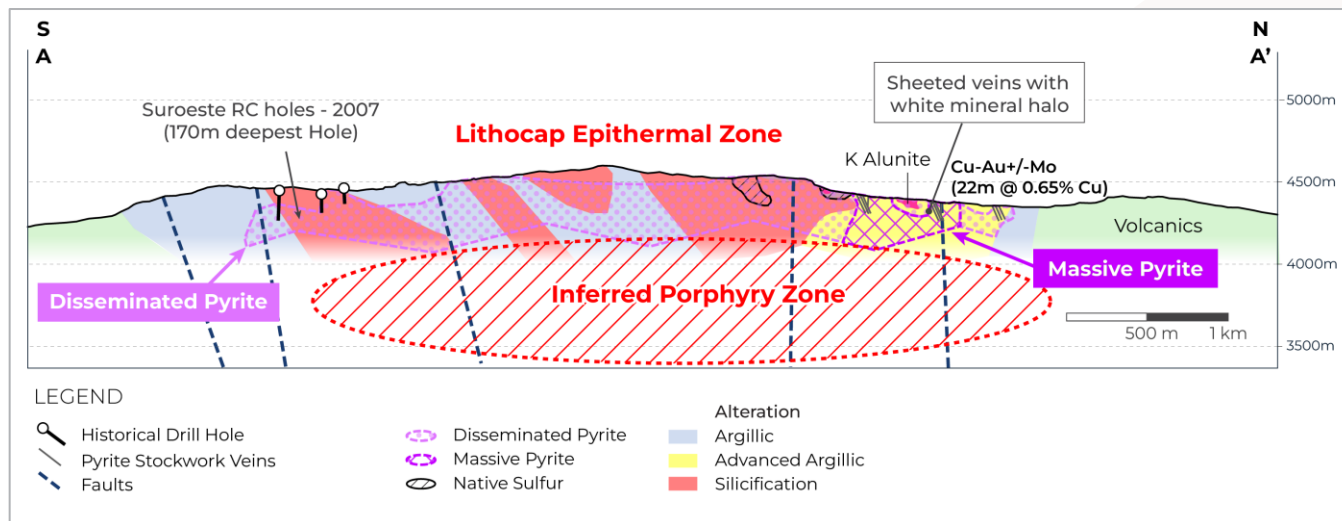 S
A
N
A'
Suroeste RC holes - 2007
(170m deepest Hole)
Lithocap Epithermal Zone
Sheeted veins with
white mineral halo
K Alunite
Cu-Au+/-Mo
(22m @ 0.65% Cu)
5000m
4500m
4000m
3500m
Volcanics
Massive Pyrite
Disseminated Pyrite
Inferred Porphyry Zone
500 m
1 km
LEGEND
Historical Drill Hole
Pyrite Stockwork Veins
Faults
Disseminated Pyrite
Massive Pyrite
Native Sulfur
Alteration
Argillic
Advanced Argillic
Silicification